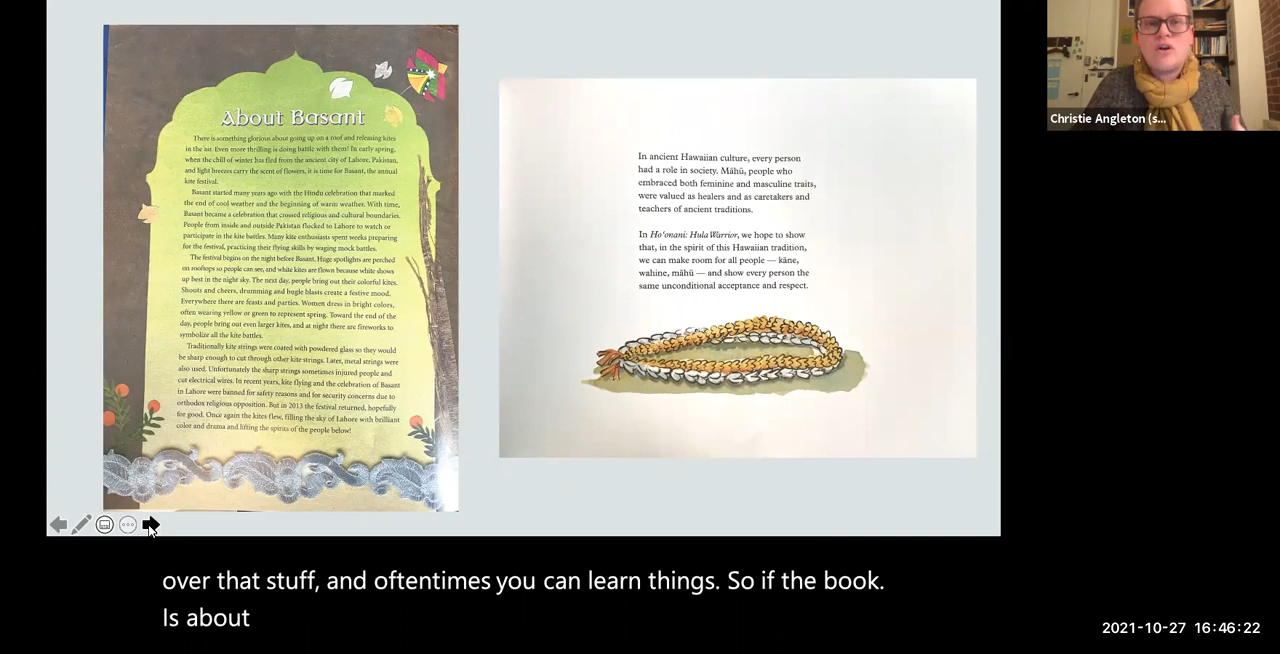 About Basant
There is something glorious about going up on a roof and releasing kites
in the air. Even more thrilling is doing battle with them! In early spring,
when the chill of winter has fled from the ancient city of Lahore, Pakistan,
and light breezes carry the scent of flowers, it is time for Basant, the annual
kite festival.
Basant started many years ago with the Hindu celebration that marked
the end of cool weather and the beginning of warm weather. With time,
Basant became a celebration that crossed religious and cultural boundaries.
People from inside and outside Pakistan flocked to Lahore to watch or
participate in the kite battles. Many kite enthusiasts spent weeks preparing
for the festival, practicing their flying skills by waging mock battles.
The festival begins on the night before Basant. Huge spotlights are perched
on rooftops so people can see, and white kites are flown because white shows
up best in the night sky. The next day, people bring out their colorful kites.
Shouts and cheers, drumming and bugle blasts create a festive mood.
Everywhere there are feasts and parties. Women dress in bright colors,
often wearing yellow or green to represent spring. Toward the end of the
day, people bring out even larger kites, and at night there are fireworks to
symbolize all the kite battles.
Traditionally kite strings were coated with powdered glass so they would
be sharp enough to cut through other kite strings. Later, metal strings were
also used. Unfortunately the sharp strings sometimes injured people and
cut electrical wires. In recent years, kite flying and the celebration of Basant
in Lahore were banned for safety reasons and for security concerns due to
orthodox religious opposition. But in 2013 the festival returned, hopefully
for good. Once again the kites flew, filling the sky of Lahore with brilliant
color and drama and lifting the spirits of the people below!
In ancient Hawaiian culture, every person
had a role in society. Māhū, people who
embraced both feminine and masculine traits,
were valued as healers and as caretakers and
teachers of ancient traditions.
In Ho'onani: Hula Warrior, we hope to show
that, in the spirit of this Hawaiian tradition,
we can make room for all people — kāne,
wahine, māhū — and show every person the
same unconditional acceptance and respect.
Christie Angleton (s...
over that stuff, and oftentimes you can learn things. So if the book.
Is about
2021-10-27 16:46:22